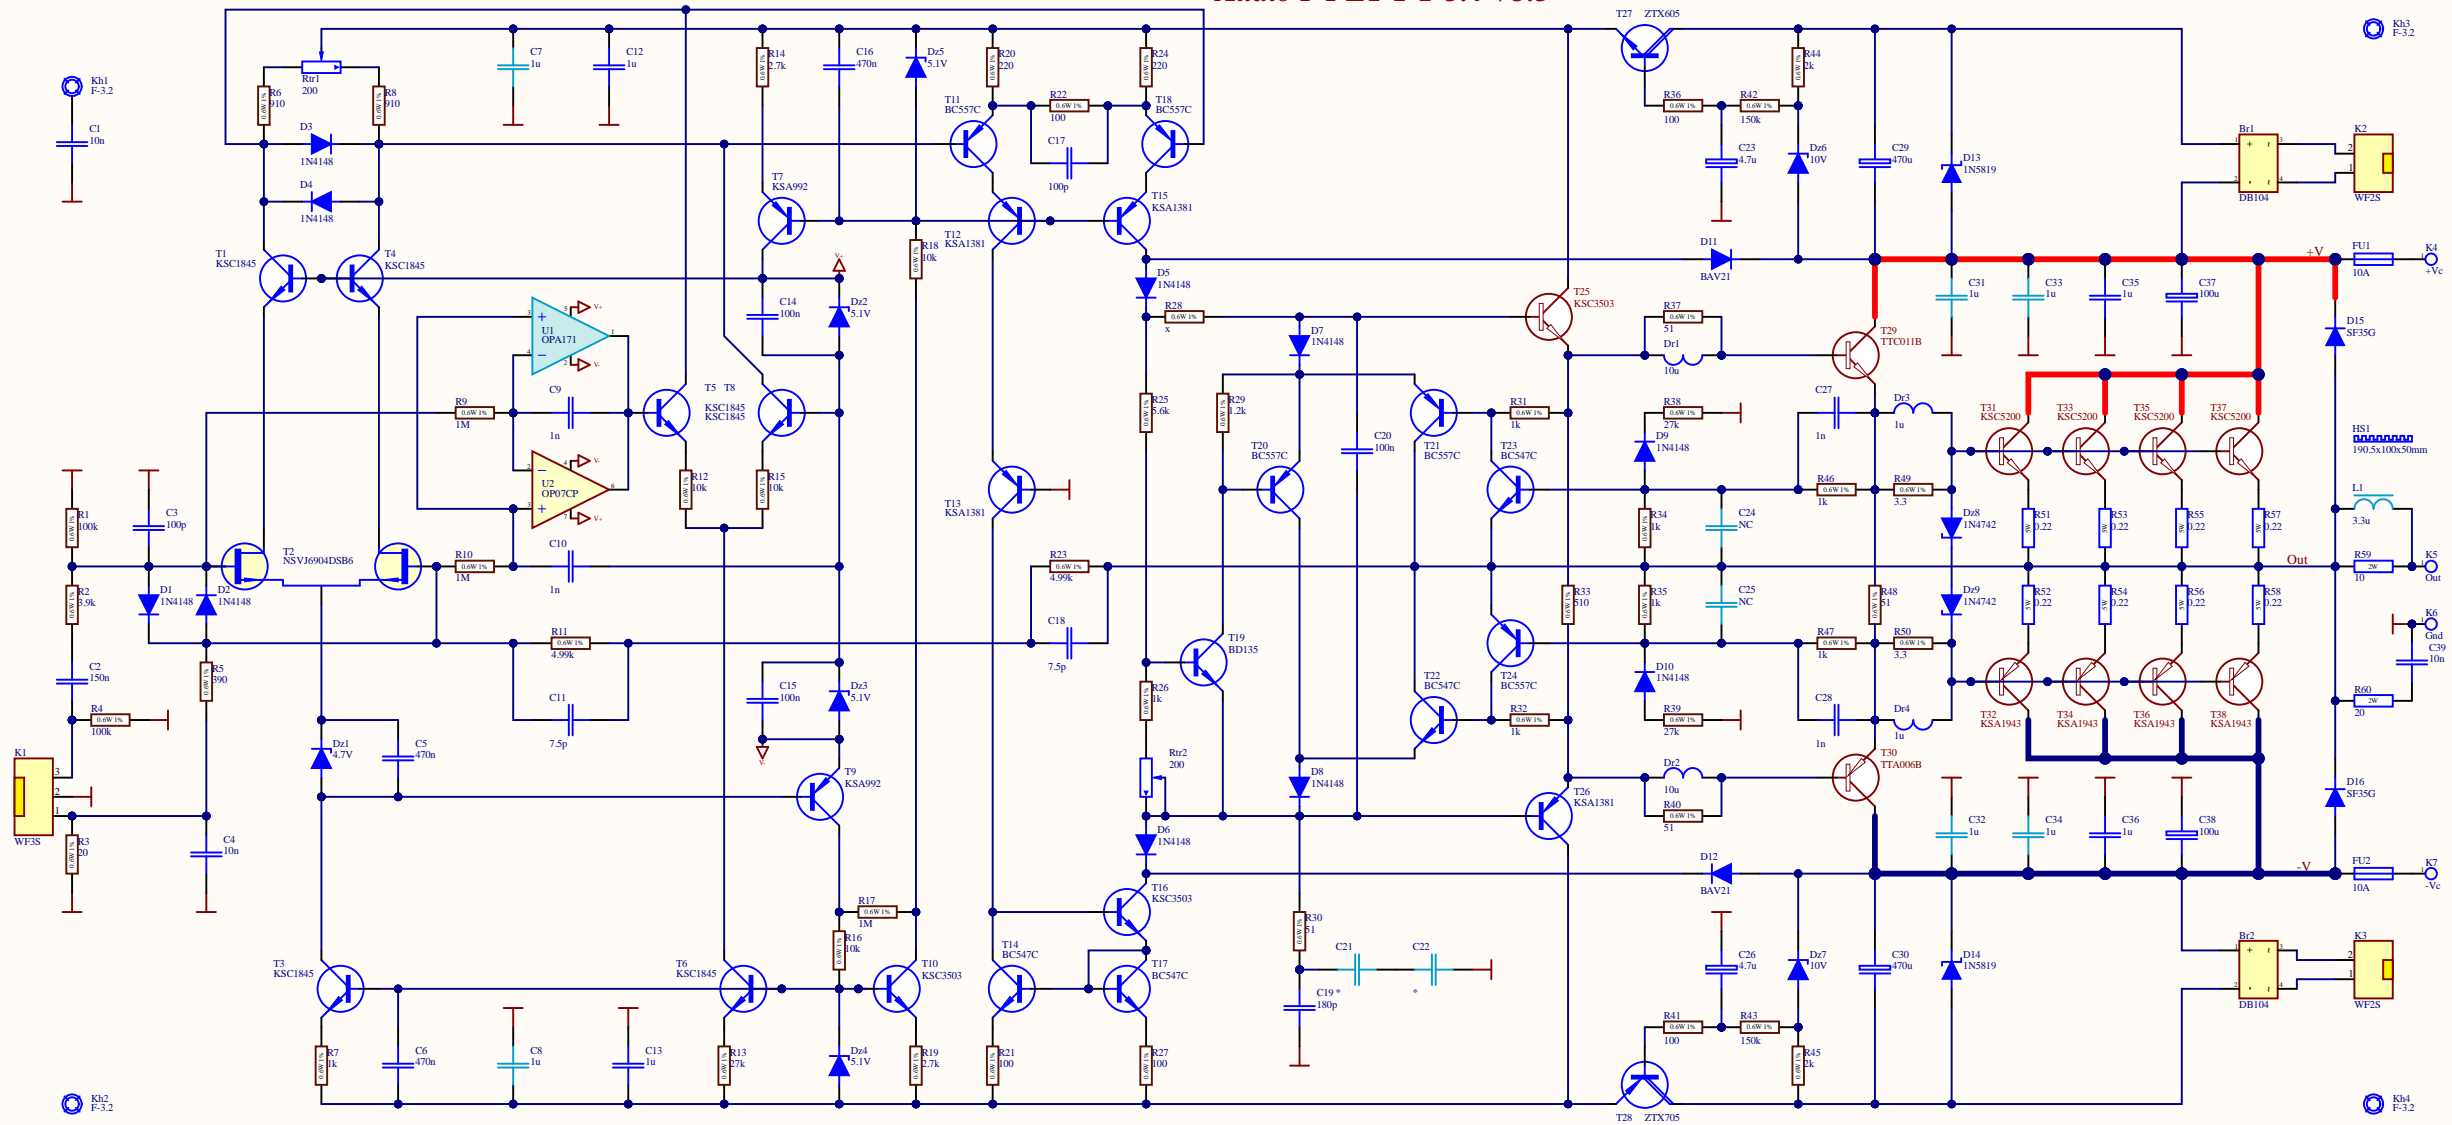 T27 ZTX605
Kh3
F-3.2
Kh1
F-3.2
C1
10n
Rtr1
200
R6
910
R8
910
D3
1N4148
D4
1N4148
C7
1u
C12
1u
R14
2.7k
C16
470n
Dz5
5.1V
R20
220
R24
220
T11
BC557C
R22
100
T18
BC557C
C17
100p
R44
2k
R36
100
R42
150k
C23
4.7u
Dz6
10V
C29
470u
D13
1N5819
Br1
DB104
K2
2
1
WF2S
T7
KSA992
T12
KSA1381
T15
KSA1381
T1
KSC1845
T4
KSC1845
R18
10k
V+
D11
BAV21
+V
FU1
10A
K4
+Vc
D5
1N4148
C14
100n
Dz2
5.1V
U1
OPA171
V+
V-
R28
x
D7
1N4148
T25
KSC3503
R37
51
Dr1
10u
T29
TTC011B
C31
1u
C33
1u
C35
1u
C37
100u
D15
SF35G
R9
1M
C9
1n
T5 T8
KSC1845
KSC1845
R25
5.6k
R29
1.2k
T20
BC557C
C20
100n
T21
BC557C
R31
1k
T23
BC547C
R38
27k
D9
1N4148
C27
1n
Dr3
1u
T31
KSC5200
T33
KSC5200
T35
KSC5200
T37
KSC5200
HS1
190.5x100x50mm
U2
OP07CP
V-
V+
R12
10k
R15
10k
T13
KSA1381
R46
1k
R49
3.3
L1
3.3u
R1
100k
C3
100p
R34
1k
C24
NC
Dz8
1N4742
R51
0.22
R53
0.22
R55
0.22
R57
0.22
T2
NSVJ6904DSB6
R10
1M
C10
1n
R23
4.99k
Out
R59
10
K5
Out
R2
3.9k
D1
1N4148
D2
1N4148
R33
510
R35
1k
C25
NC
R48
51
Dz9
1N4742
R52
0.22
R54
0.22
R56
0.22
R58
0.22
K6
Gnd
C39
10n
R11
4.99k
C18
7.5p
T19
BD135
T24
BC557C
R47
1k
R50
3.3
C2
150n
R5
390
C15
100n
Dz3
5.1V
R26
1k
T22
BC547C
R32
1k
D10
1N4148
R39
27k
C28
1n
Dr4
1u
T32
KSA1943
T34
KSA1943
T36
KSA1943
T38
KSA1943
R60
20
R4
100k
C11
7.5p
V-
Dz1
4.7V
C5
470n
T9
KSA992
Rtr2
200
D8
1N4148
T26
KSA1381
Dr2
10u
R40
51
T30
TTA006B
D16
SF35G
K1
3
2
1
WF3S
R3
20
C4
10n
D6
1N4148
C32
1u
C34
1u
C36
1u
C38
100u
D12
BAV21
-V
FU2
10A
K7
-Vc
R17
1M
R16
10k
T16
KSC3503
R30
51
C21
C22
*
C19 *
180p
C26
4.7u
Dz7
10V
C30
470u
D14
1N5819
Br2
DB104
K3
2
1
WF2S
T3
KSC1845
T6
KSC1845
T10
KSC3503
T14
BC547C
T17
BC547C
R41
100
R43
150k
R45
2k
R7
1k
C6
470n
C8
1u
C13
1u
R13
27k
Dz4
5.1V
R19
2.7k
R21
100
R27
100
Kh2
F-3.2
T28 ZTX705
Kh4
F-3.2